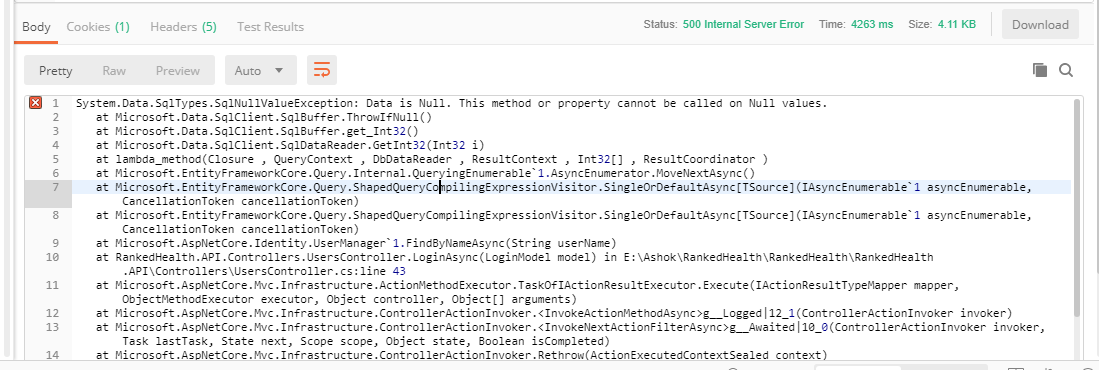 Body Cookies (1) Headers (5) Test Results Status: 500 Internal Server Error Time: 4263 ms Size: 4.11 KB Download
Pretty Raw Preview Auto
1 System.Data.SqlTypes.SqlNullValueException: Data is Null. This method or property cannot be called on Null values.
2 at Microsoft.Data.SqlClient.SqlBuffer.ThrowIfNull()
3 at Microsoft.Data.SqlClient.SqlBuffer.get_Int32()
4 at Microsoft.Data.SqlClient.SqlDataReader.GetInt32(Int32 i)
5 at lambda_method(Closure , QueryContext , DbDataReader , ResultContext , Int32[] , ResultCoordinator )
6 at Microsoft.EntityFrameworkCore.Query.Internal.QueryingEnumerable`1.AsyncEnumerator.MoveNextAsync()
7 at Microsoft.EntityFrameworkCore.Query.ShapedQueryCompilingExpressionVisitor.SingleOrDefaultAsync[TSource](IAsyncEnumerable`1 asyncEnumerable,
CancellationToken cancellationToken)
8 at Microsoft.EntityFrameworkCore.Query.ShapedQueryCompilingExpressionVisitor.SingleOrDefaultAsync[TSource](IAsyncEnumerable`1 asyncEnumerable,
CancellationToken cancellationToken)
9 at Microsoft.AspNetCore.Identity.UserManager`1.FindByNameAsync(String userName)
10 at RankedHealth.API.Controllers.UsersController.LoginAsync(LoginModel model) in E:\Ashok\RankedHealth\RankedHealth\RankedHealth
.API\Controllers\UsersController.cs:line 43
11 at Microsoft.AspNetCore.Mvc.Infrastructure.ActionMethodExecutor.TaskOfIActionResultExecutor.Execute(IActionResultTypeMapper mapper,
ObjectMethodExecutor executor, Object controller, Object[] arguments)
12 at Microsoft.AspNetCore.Mvc.Infrastructure.ControllerActionInvoker.<InvokeActionMethodAsync>g__Logged|12_1(ControllerActionInvoker invoker)
13 at Microsoft.AspNetCore.Mvc.Infrastructure.ControllerActionInvoker.<InvokeNextActionFilterAsync>g__Awaited|10_0(ControllerActionInvoker invoker,
Task lastTask, State next, Scope scope, Object state, Boolean isCompleted)
14 at Microsoft.AspNetCore.Mvc.Infrastructure.ControllerActionInvoker.Rethrow(ActionExecutedContextSealed context)